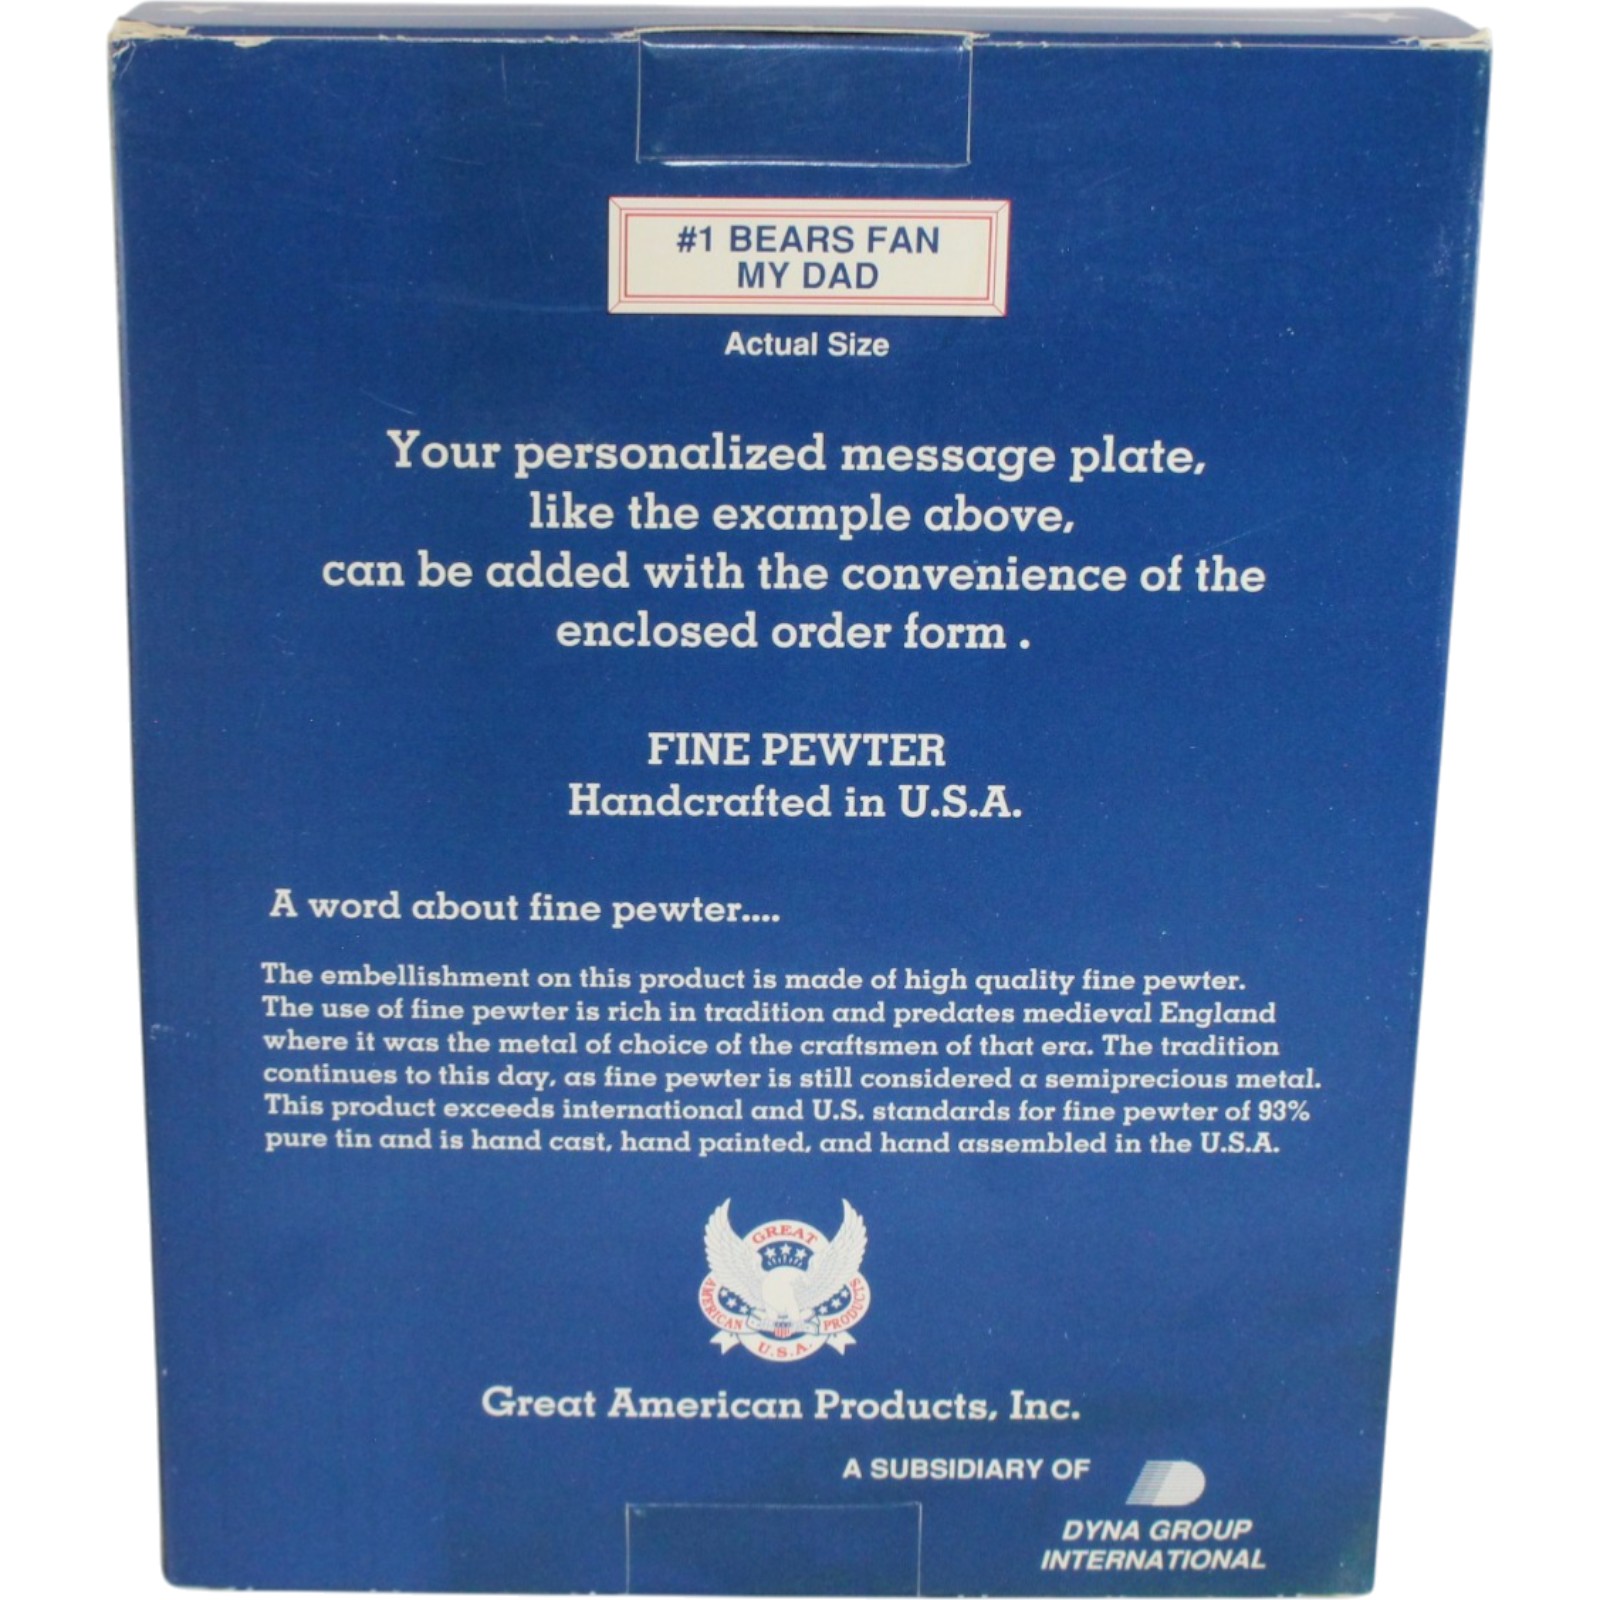 #1 BEARS FAN
MY DAD
Actual Size
Your personalized message plate,
like the example above,
can be added with the convenience of the
enclosed order form .
FINE PEWTER
Handcrafted in U.S.A.
A word about fine pewter....
The embellishment on this product is made of high quality fine pewter.
The use of fine pewter is rich in tradition and predates medieval England
where it was the metal of choice of the craftsmen of that era. The tradition
continues to this day, as fine pewter is still considered a semiprecious metal.
This product exceeds international and U.S. standards for fine pewter of 93%
pure tin and is hand cast, hand painted, and hand assembled in the U.S.A.
GREAT
AMERICAN PRODUCTS
U.S.A.
Great American Products, Inc.
A SUBSIDIARY OF
DYNA GROUP
INTERNATIONAL